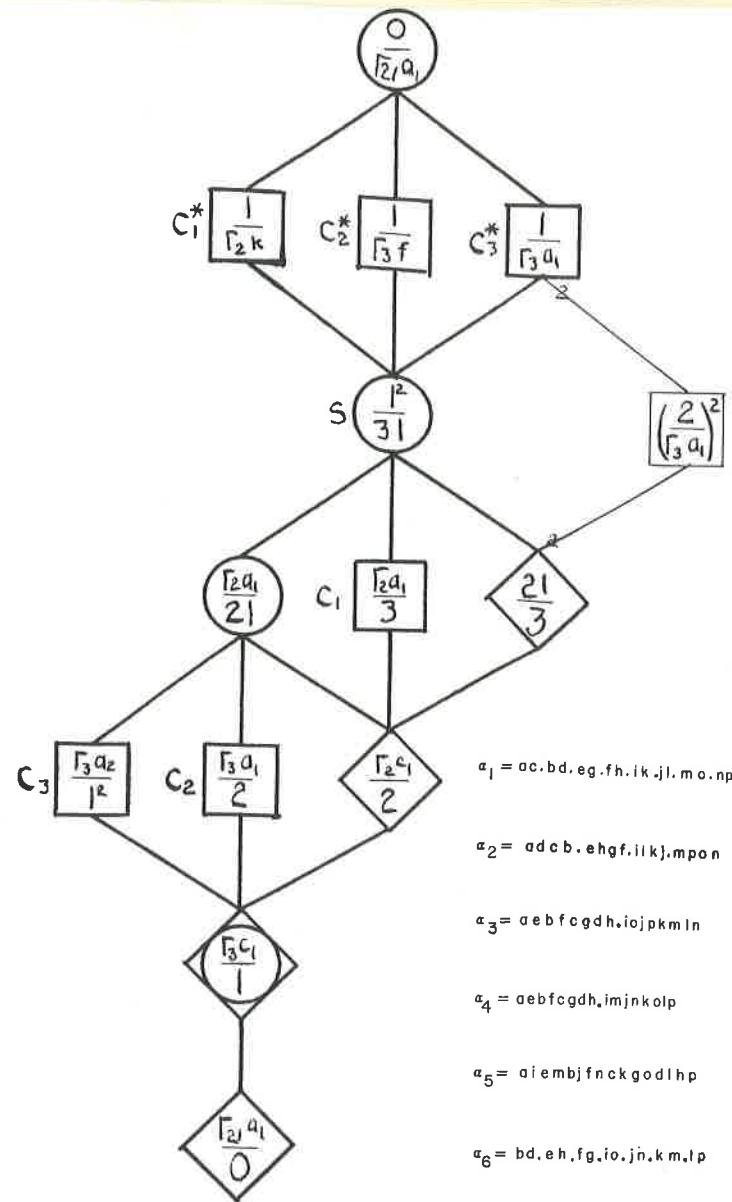 0
Γ21 a1
C1*
1
Γ2 k
C2*
1
Γ3 f
C3*
1
Γ3 a1
2
S
1²
31
(2
Γ3 a1)²
2
Γ2 a1
21
C1
Γ2 a1
3
21
3
C3
Γ3 a2
1²
C2
Γ3 a1
2
Γ2 c1
2
α1 = ac.bd.eg.fh.ik.jl.mo.np
α2 = adcb.ehgf.ilkj.mpon
Γ3 c1
1
α3 = aebfcgdh.iojpkmln
α4 = aebfcgdh.imjnkolp
α5 = aiembjfnckgodlhp
Γ21 a1
0
α6 = bd.eh.fg.io.jn.km.lp